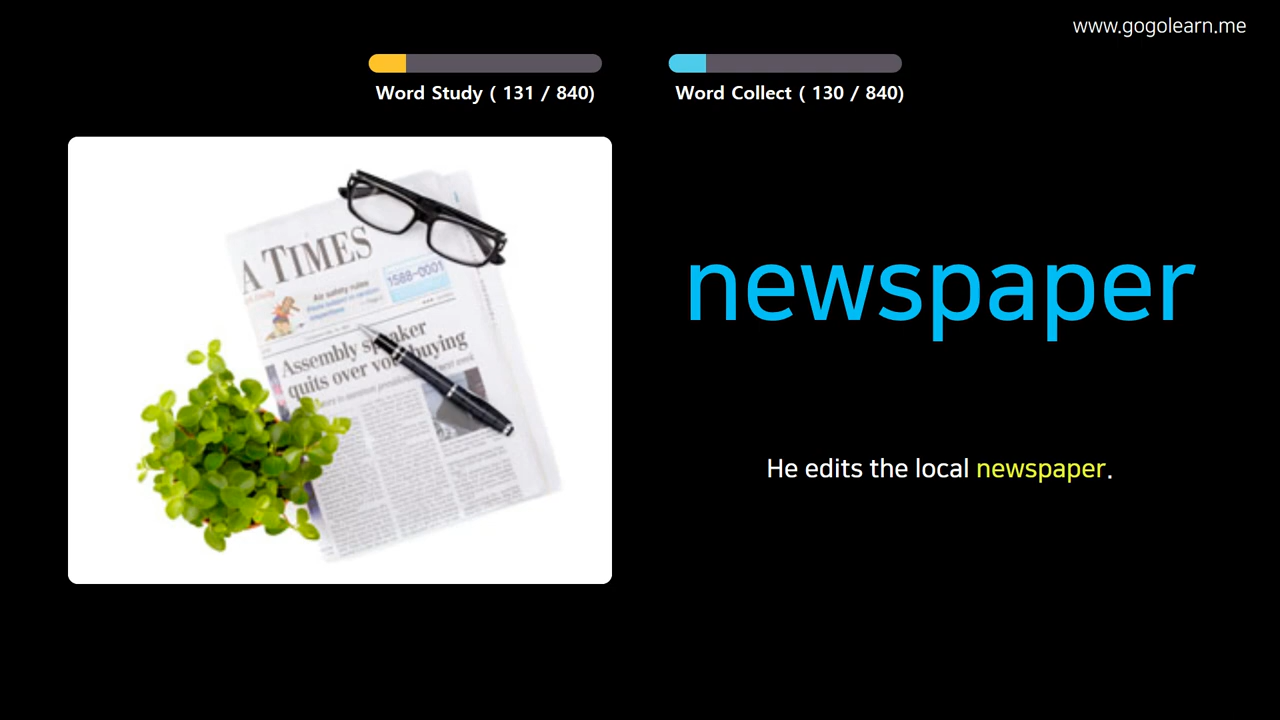 www.gogolearn.me
Word Study ( 131 / 840)
Word Collect ( 130 / 840)
A TIMES
1588-0001
Air safety rules
Assembly speaker
quits over vote buying
newspaper
He edits the local newspaper.